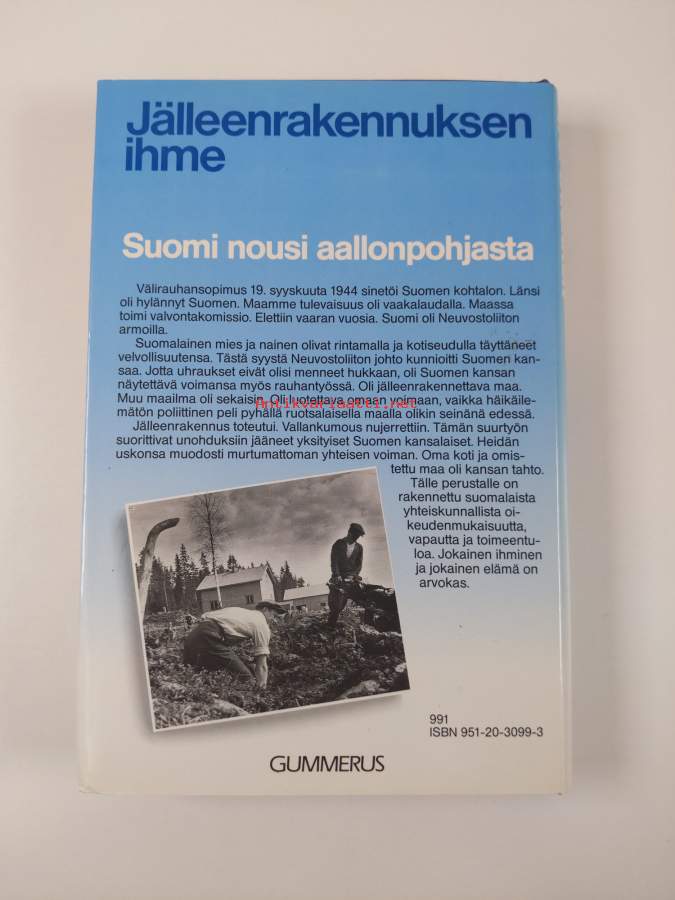 Jälleenrakennuksen
ihme
Suomi nousi aallonpohjasta
Välirauhansopimus 19. syyskuuta 1944 sinetöi Suomen kohtalon. Länsi
oli hylännyt Suomen. Maamme tulevaisuus oli vaakalaudalla. Maassa
toimi valvontakomissio. Elettiin vaaran vuosia. Suomi oli Neuvostoliiton
armoilla.
Suomalainen mies ja nainen olivat rintamalla ja kotiseudulla täyttäneet
velvollisuutensa. Tästä syystä Neuvostoliiton johto kunnioitti Suomen kan-
saa. Jotta uhraukset eivät olisi menneet hukkaan, oli Suomen kansan
näytettävä voimansa myös rauhantyössä. Oli jälleenrakennettava maa.
Muu maailma oli sekaisin. Oli luotettava omaan voimaan, vaikka häikäile-
mätön poliittinen peli pyhällä ruotsalaisella maalla olikin seinänä edessä.
Jälleenrakennus toteutui. Vallankumous nujerrettiin. Tämän suurtyön
suorittivat unohduksiin jääneet yksityiset Suomen kansalaiset. Heidän
uskonsa muodosti murtumattoman yhteisen voiman. Oma koti ja omis-
tettu maa oli kansan tahto.
Tälle perustalle on
rakennettu suomalaista
yhteiskunnallista oi-
keudenmukaisuutta,
vapautta ja toimeentu-
loa. Jokainen ihminen
ja jokainen elämä on
arvokas.
Antikvariaatti.net
991
ISBN 951-20-3099-3
GUMMERUS